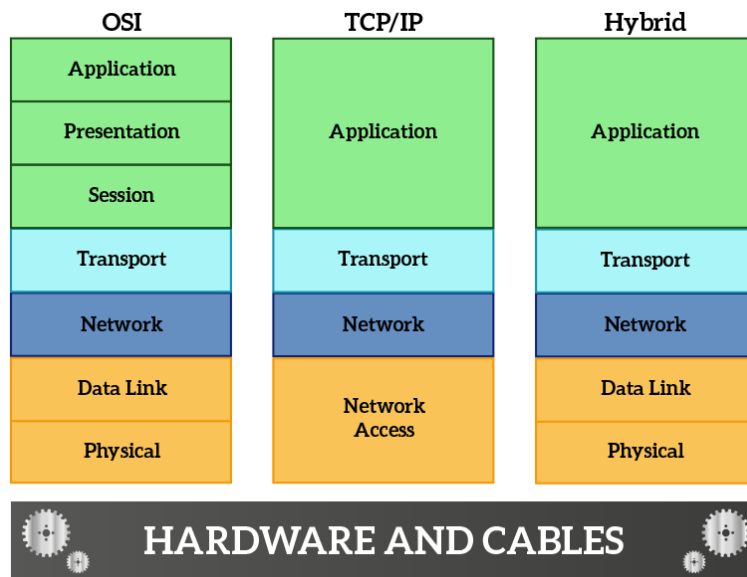 OSI
Application
Presentation
Session
Transport
Network
Data Link
Physical
TCP/IP
Application
Transport
Network
Network
Access
Hybrid
Application
Transport
Network
Data Link
Physical
HARDWARE AND CABLES